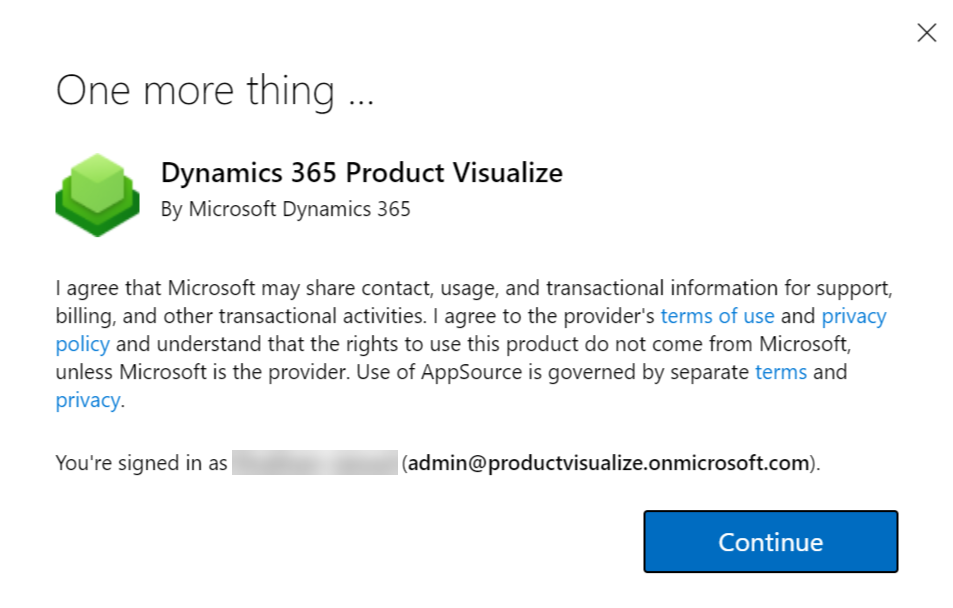 One more thing ...
Dynamics 365 Product Visualize
By Microsoft Dynamics 365
I agree that Microsoft may share contact, usage, and transactional information for support,
billing, and other transactional activities. I agree to the provider's terms of use and privacy
policy and understand that the rights to use this product do not come from Microsoft,
unless Microsoft is the provider. Use of AppSource is governed by separate terms and
privacy.
You're signed in as (admin@productvisualize.onmicrosoft.com).
Continue